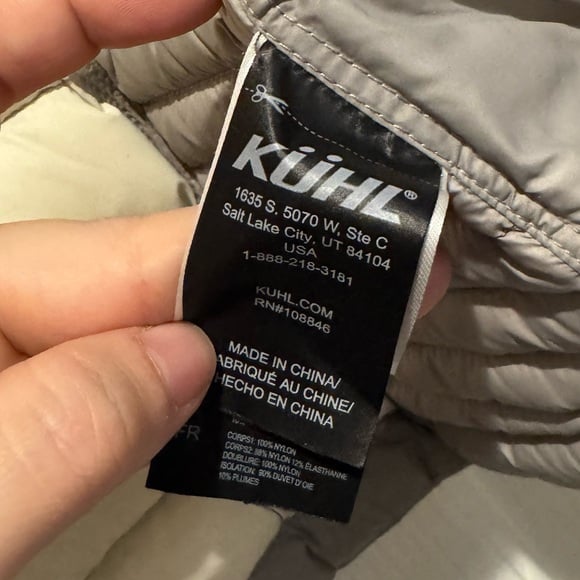 KÜHL®
1635 S. 5070 W, Ste C
Salt Lake City, UT 84104
USA
1-888-218-3181
KUHL.COM
RN#108846
MADE IN CHINA/
ABRIQUÉ AU CHINE/
HECHO EN CHINA
FR
CORPS1: 100% NYLON
CORPS2: 88% NYLON 12% ÉLASTHANNE
DOUBLURE: 100% NYLON
ISOLATION: 90% DUVET D'OIE
10% PLUMES